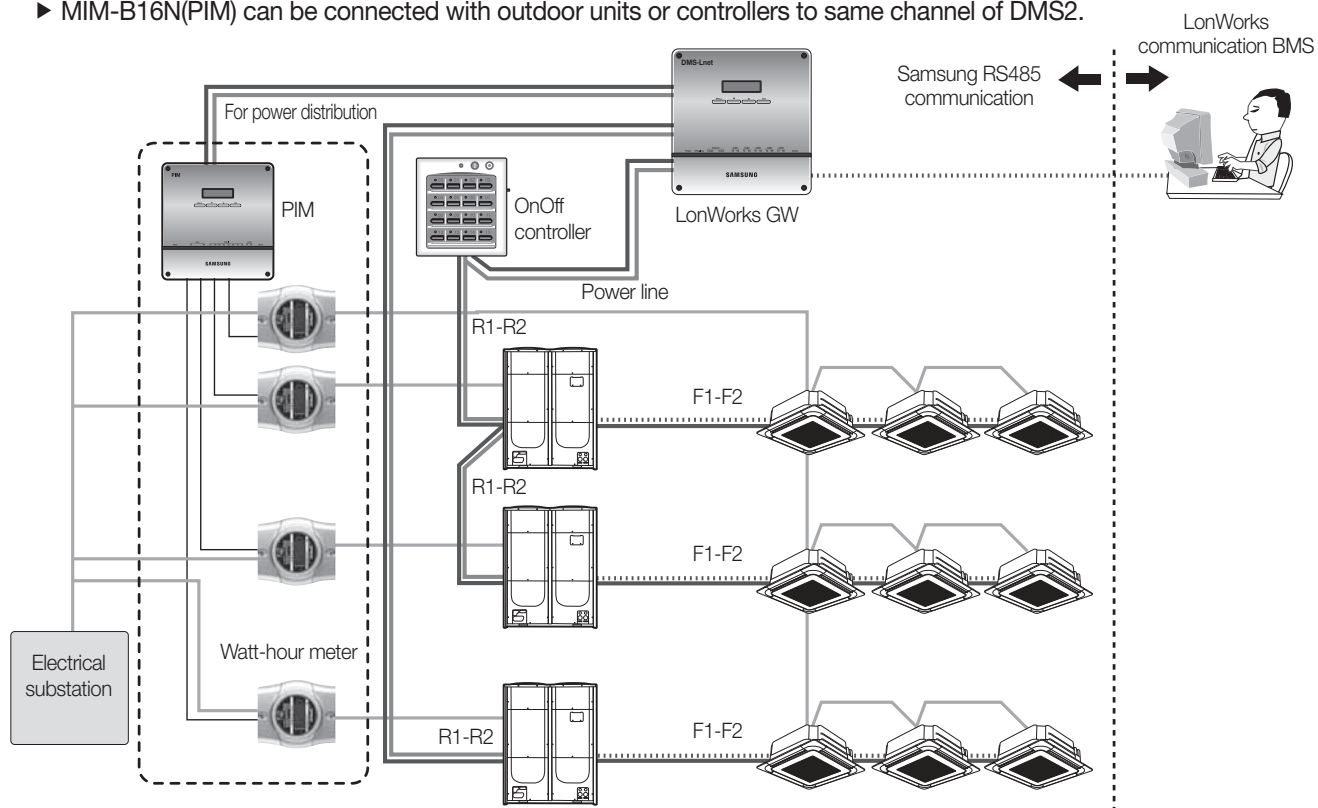 ▶ MIM-B16N(PIM) can be connected with outdoor units or controllers to same channel of DMS2.
LonWorks
communication BMS
DMS-Lnet
Samsung RS485
communication
For power distribution
PIM
PIM
SAMSUNG
OnOff
controller
SAMSUNG
LonWorks GW
Power line
R1-R2
F1-F2
R1-R2
F1-F2
Electrical
substation
Watt-hour meter
R1-R2
F1-F2